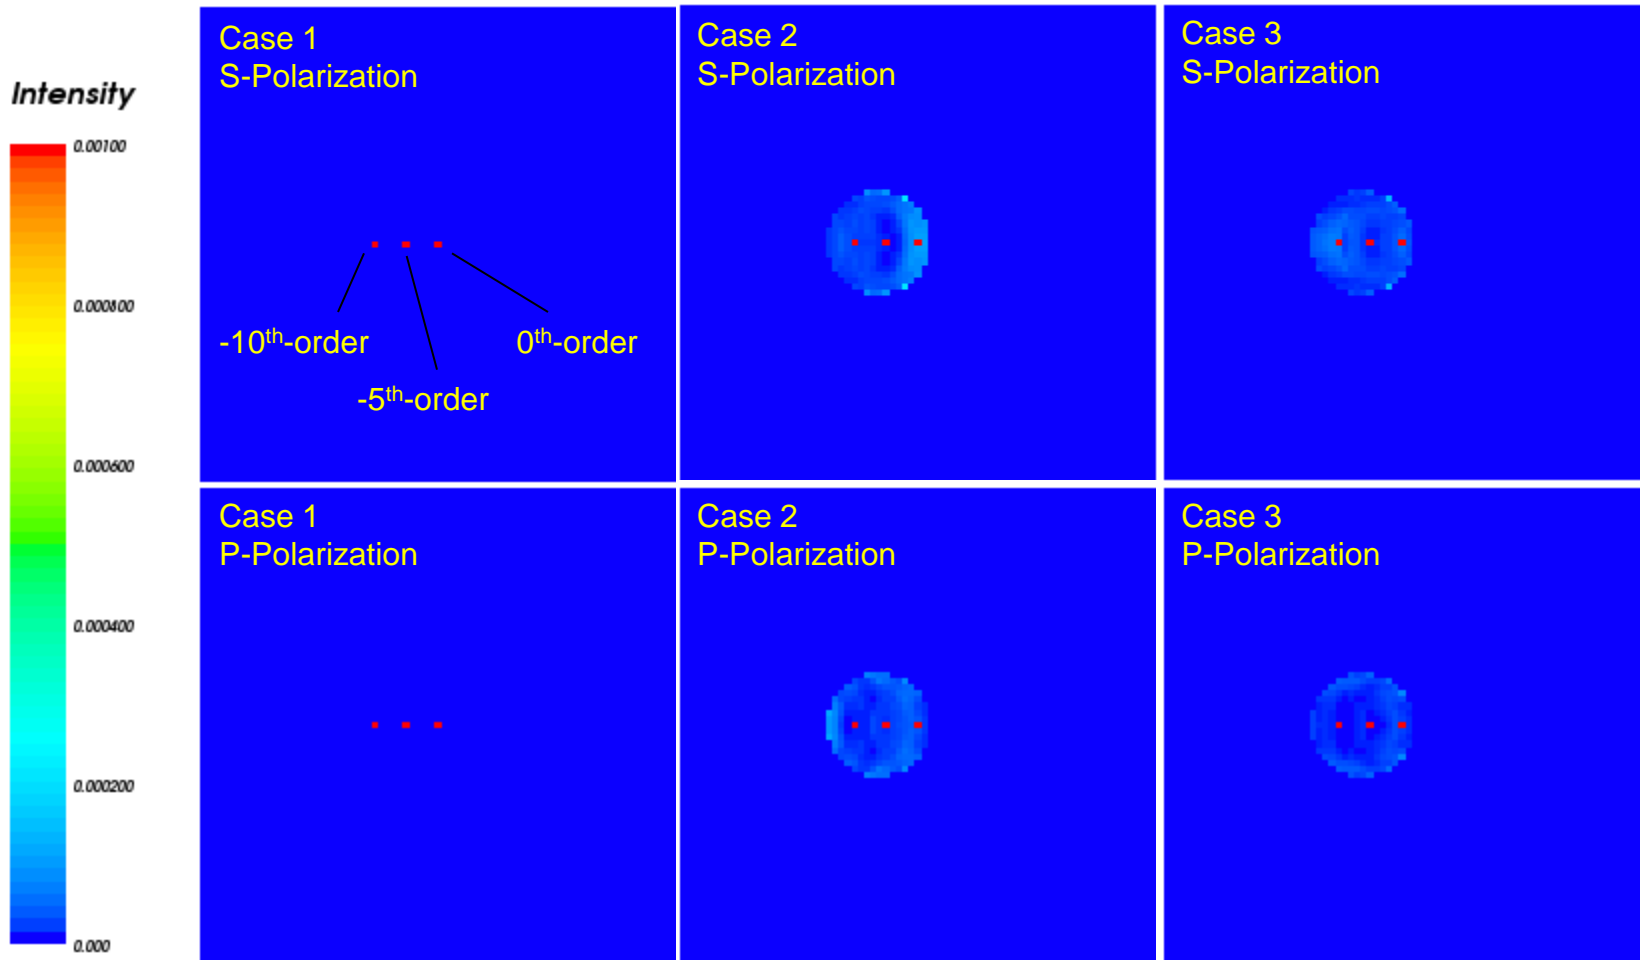 Intensity
0.00100
0.000800
0.000600
0.000400
0.000200
0.000
Case 1
S-Polarization
-10th-order
-5th-order
0th-order
Case 2
S-Polarization
Case 3
S-Polarization
Case 1
P-Polarization
Case 2
P-Polarization
Case 3
P-Polarization